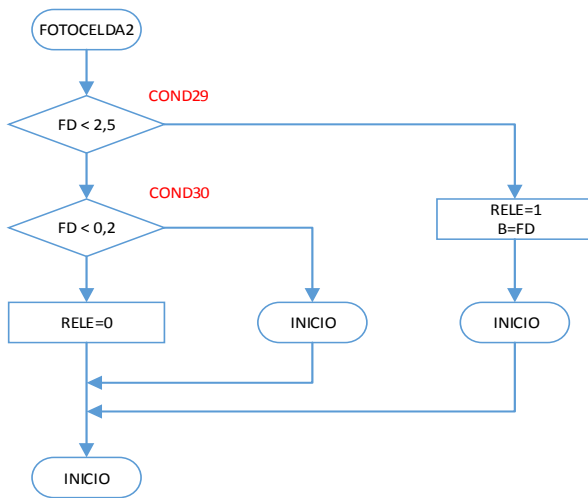 FOTOCELDA2
COND29
FD < 2,5
COND30
FD < 0,2
RELE=1
B=FD
RELE=0
INICIO
INICIO
INICIO